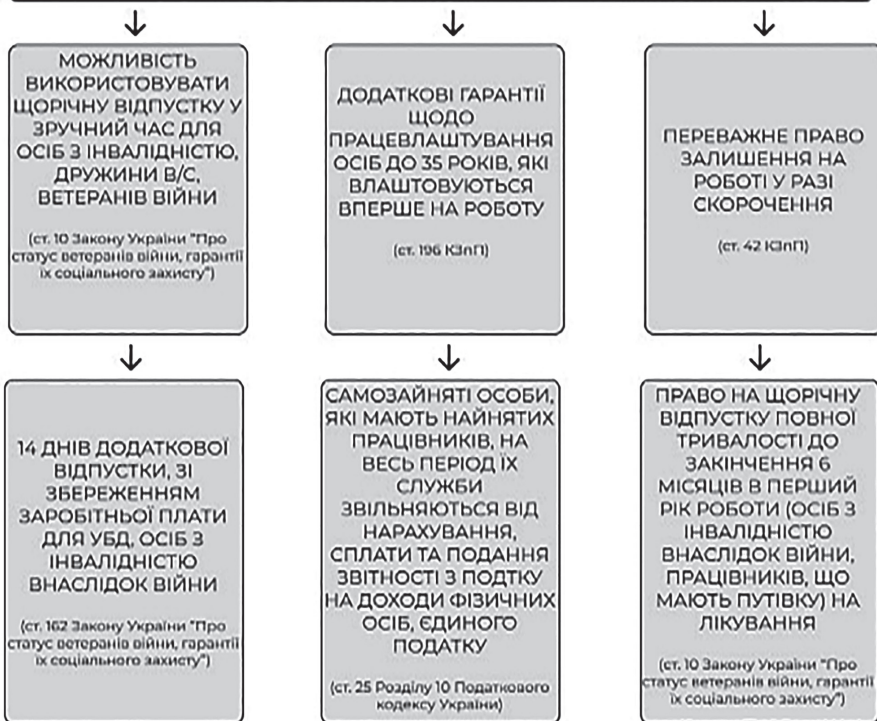 МОЖЛИВІСТЬ
ВИКОРИСТОВУВАТИ
ЩОРІЧНУ ВІДПУСТКУ У
ЗРУЧНИЙ ЧАС ДЛЯ
ОСІБ З ІНВАЛІДНІСТЮ,
ДРУЖИНИ В/С,
ВЕТЕРАНІВ ВІЙНИ
(ст. 10 Закону України "Про
статус ветеранів війни, гарантії
їх соціального захисту")
ДОДАТКОВІ ГАРАНТІЇ
ЩОДО
ПРАЦЕВЛАШТУВАННЯ
ОСІБ ДО 35 РОКІВ, ЯКІ
ВЛАШТОВУЮТЬСЯ
ВПЕРШЕ НА РОБОТУ
(ст. 196 КЗпП)
ПЕРЕВАЖНЕ ПРАВО
ЗАЛИШЕННЯ НА
РОБОТІ У РАЗІ
СКОРОЧЕННЯ
(ст. 42 КЗпП)
14 ДНІВ ДОДАТКОВОЇ
ВІДПУСТКИ, ЗІ
ЗБЕРЕЖЕННЯМ
ЗАРОБІТНЬОЇ ПЛАТИ
ДЛЯ УБД, ОСІБ З
ІНВАЛІДНІСТЮ
ВНАСЛІДОК ВІЙНИ
(ст. 162 Закону України "Про
статус ветеранів війни, гарантії
їх соціального захисту")
САМОЗАЙНЯТІ ОСОБИ,
ЯКІ МАЮТЬ НАЙНЯТИХ
ПРАЦІВНИКІВ, НА
ВЕСЬ ПЕРІОД ЇХ
СЛУЖБИ
ЗВІЛЬНЯЮТЬСЯ ВІД
НАРАХУВАННЯ,
СПЛАТИ ТА ПОДАННЯ
ЗВІТНОСТІ З ПОДТКУ
НА ДОХОДИ ФІЗИЧНИХ
ОСІБ, ЄДИНОГО
ПОДАТКУ
(ст. 25 Розділу 10 Податкового
кодексу України)
ПРАВО НА ЩОРІЧНУ
ВІДПУСТКУ ПОВНОЇ
ТРИВАЛОСТІ ДО
ЗАКІНЧЕННЯ 6
МІСЯЦІВ В ПЕРШИЙ
РІК РОБОТИ (ОСІБ З
ІНВАЛІДНІСТЮ
ВНАСЛІДОК ВІЙНИ,
ПРАЦІВНИКІВ, ЩО
МАЮТЬ ПУТІВКУ) НА
ЛІКУВАННЯ
(ст. 10 Закону України "Про
статус ветеранів війни, гарантії
їх соціального захисту")